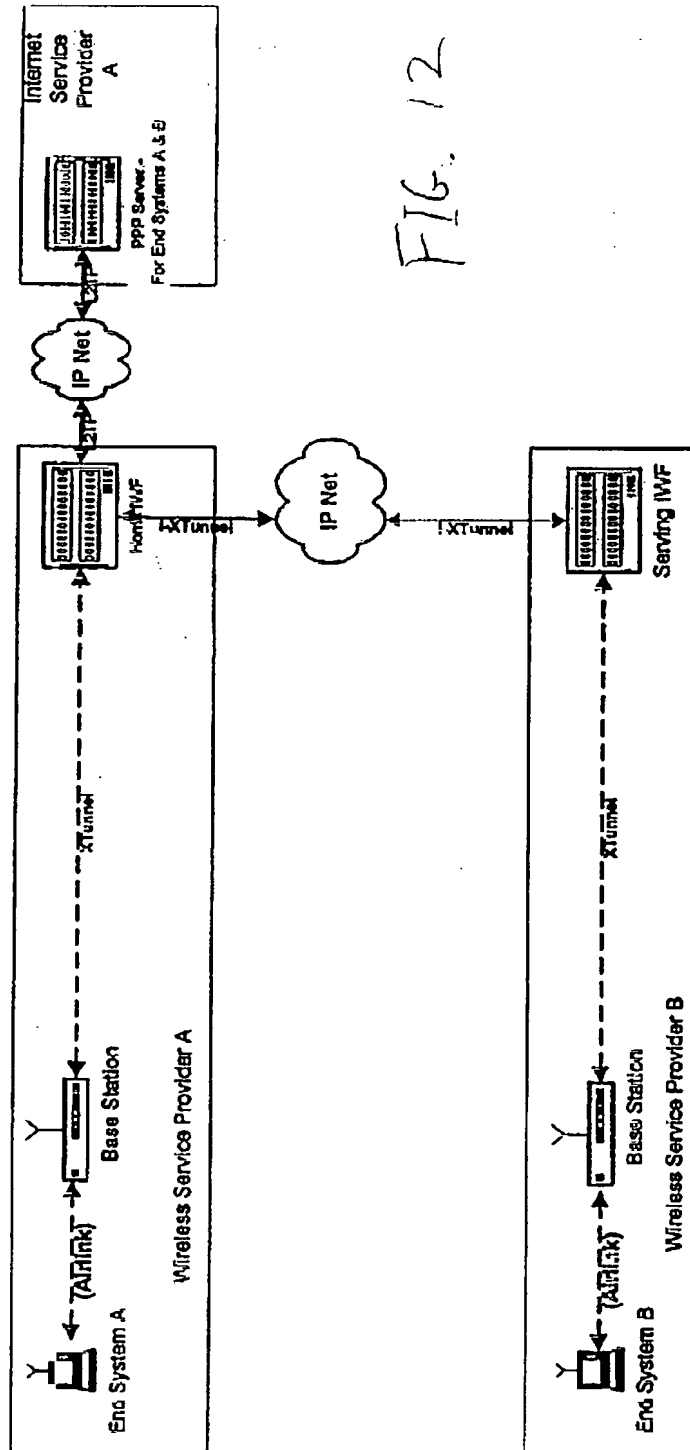 Internet
Service
Provider
A
PPP Server -
For End Systems A & B
L2TP
IP Net
L2TP
Home IWF
XTunnel
Base Station
(Airlink)
End System A
Wireless Service Provider A
I-XTunnel
IP Net
I-XTunnel
Serving IWF
XTunnel
Base Station
(Airlink)
End System B
Wireless Service Provider B
FIG. 12